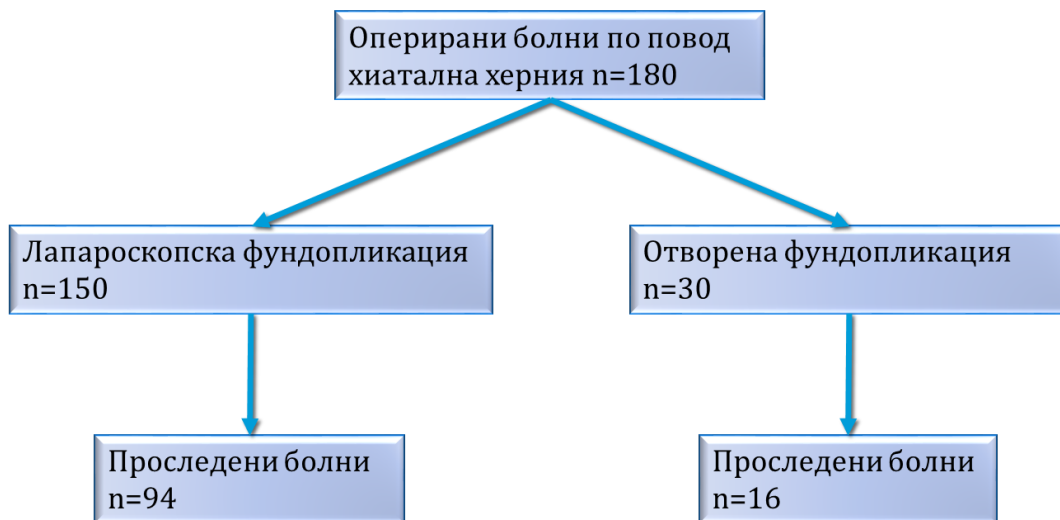 Оперирани болни по повод
хиатална херния n=180
Лапароскопска фундопликация
n=150
Отворена фундопликация
n=30
Проследени болни
n=94
Проследени болни
n=16